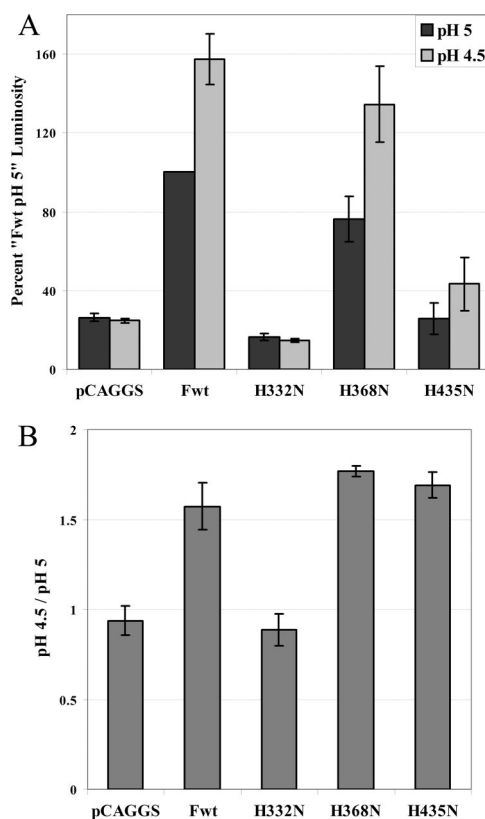 A
pH 5
pH 4.5
Percent "Fwt pH 5" Luminosity
160
120
80
40
0
pCAGGS Fwt H332N H368N H435N
B
pH 4.5 / pH 5
2
1.5
1
0.5
0
pCAGGS Fwt H332N H368N H435N